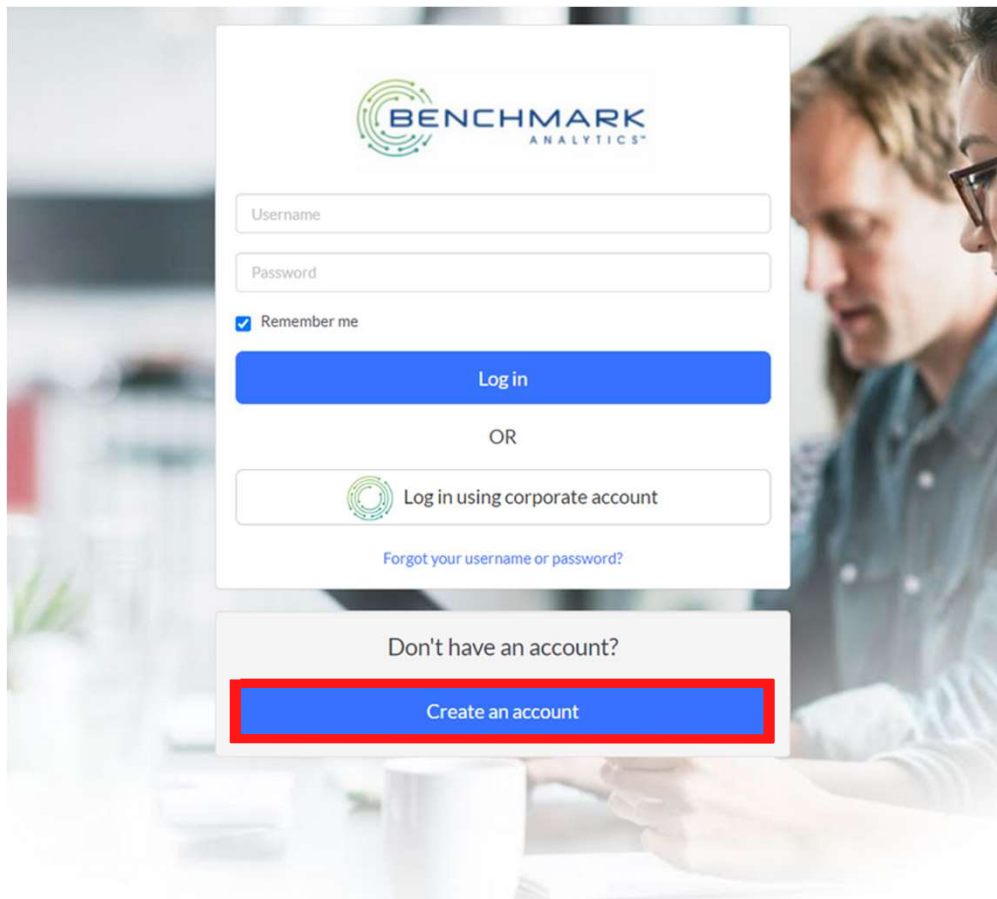 BENCHMARK
ANALYTICS™
Username
Password
Remember me
Log in
OR
Log in using corporate account
Forgot your username or password?
Don't have an account?
Create an account